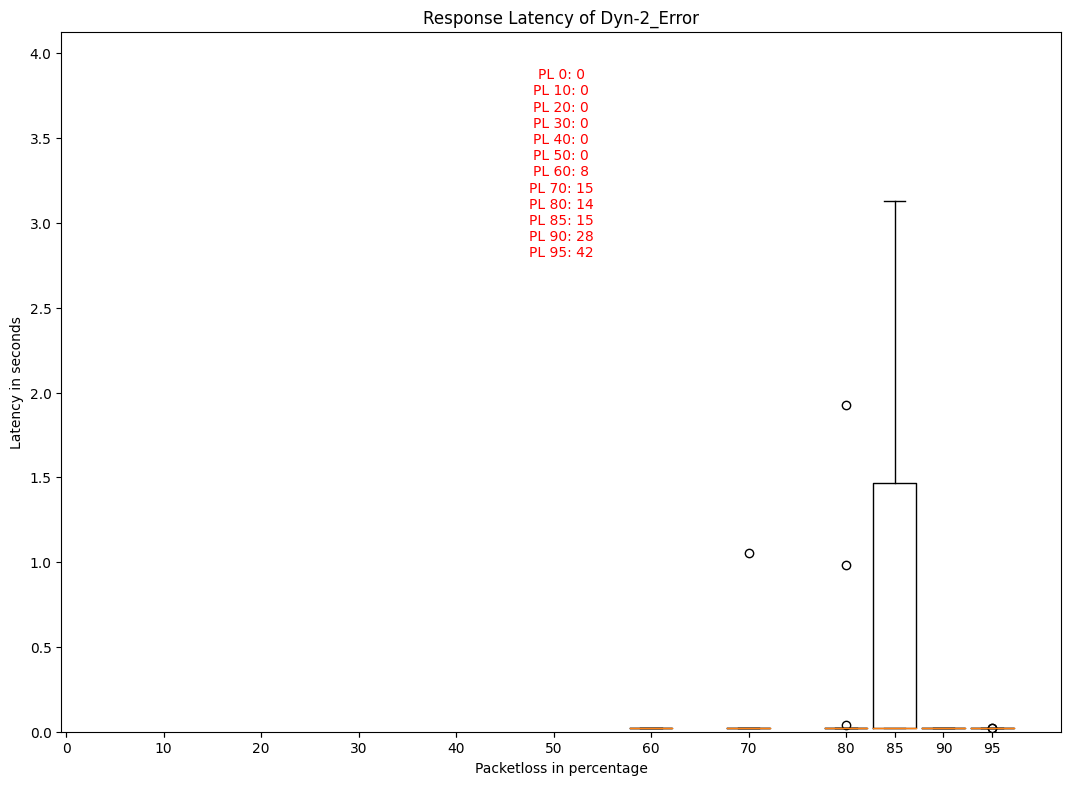 Response Latency of Dyn-2_Error
4.0
3.5
3.0
2.5
2.0
1.5
1.0
0.5
0.0
Latency in seconds
PL 0: 0
PL 10: 0
PL 20: 0
PL 30: 0
PL 40: 0
PL 50: 0
PL 60: 8
PL 70: 15
PL 80: 14
PL 85: 15
PL 90: 28
PL 95: 42
0 10 20 30 40 50 60 70 80 85 90 95
Packetloss in percentage